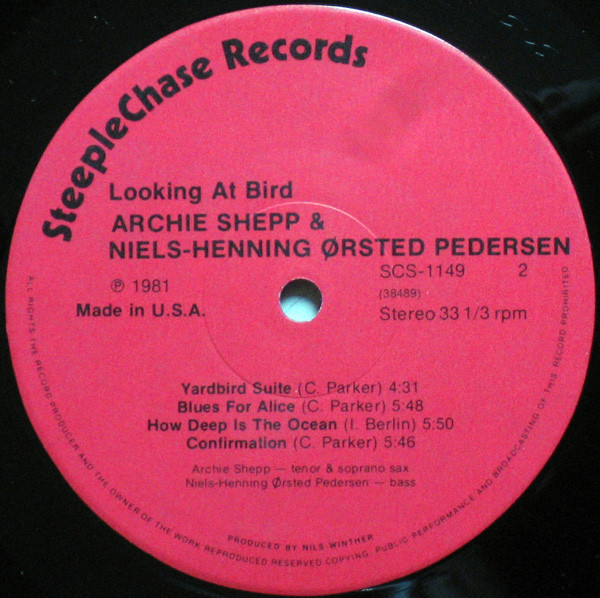 SteepleChase Records
Looking At Bird
ARCHIE SHEPP &
NIELS-HENNING ØRSTED PEDERSEN
℗ 1981
SCS-1149 2
(38489)
Made in U.S.A.
Stereo 33 1/3 rpm
Yardbird Suite (C. Parker) 4:31
Blues For Alice (C. Parker) 5:48
How Deep Is The Ocean (I. Berlin) 5:50
Confirmation (C. Parker) 5:46
Archie Shepp — tenor & soprano sax
Niels-Henning Ørsted Pedersen — bass
PRODUCED BY NILS WINTHER
ALL RIGHTS THE RECORD PRODUCER AND THE OWNER OF THE WORK REPRODUCED RESERVED COPYING. PUBLIC PERFORMANCE AND BROADCASTING OF THIS RECORD PROHIBITED